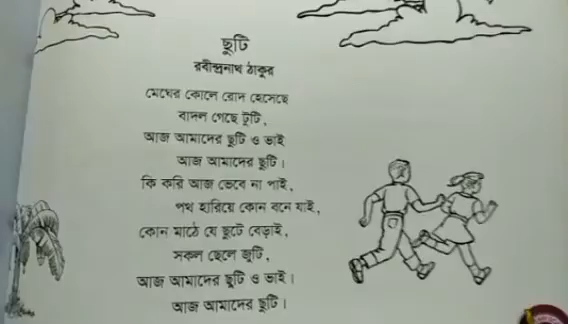 ছুটি
রবীন্দ্রনাথ ঠাকুর
মেঘের কোলে রোদ হেসেছে
বাদল গেছে টুটি,
আজ আমাদের ছুটি ও ভাই
আজ আমাদের ছুটি।
কি করি আজ ভেবে না পাই,
পথ হারিয়ে কোন বনে যাই,
কোন মাঠে যে ছুটে বেড়াই,
সকল ছেলে জুটি,
আজ আমাদের ছুটি ও ভাই।
আজ আমাদের ছুটি।